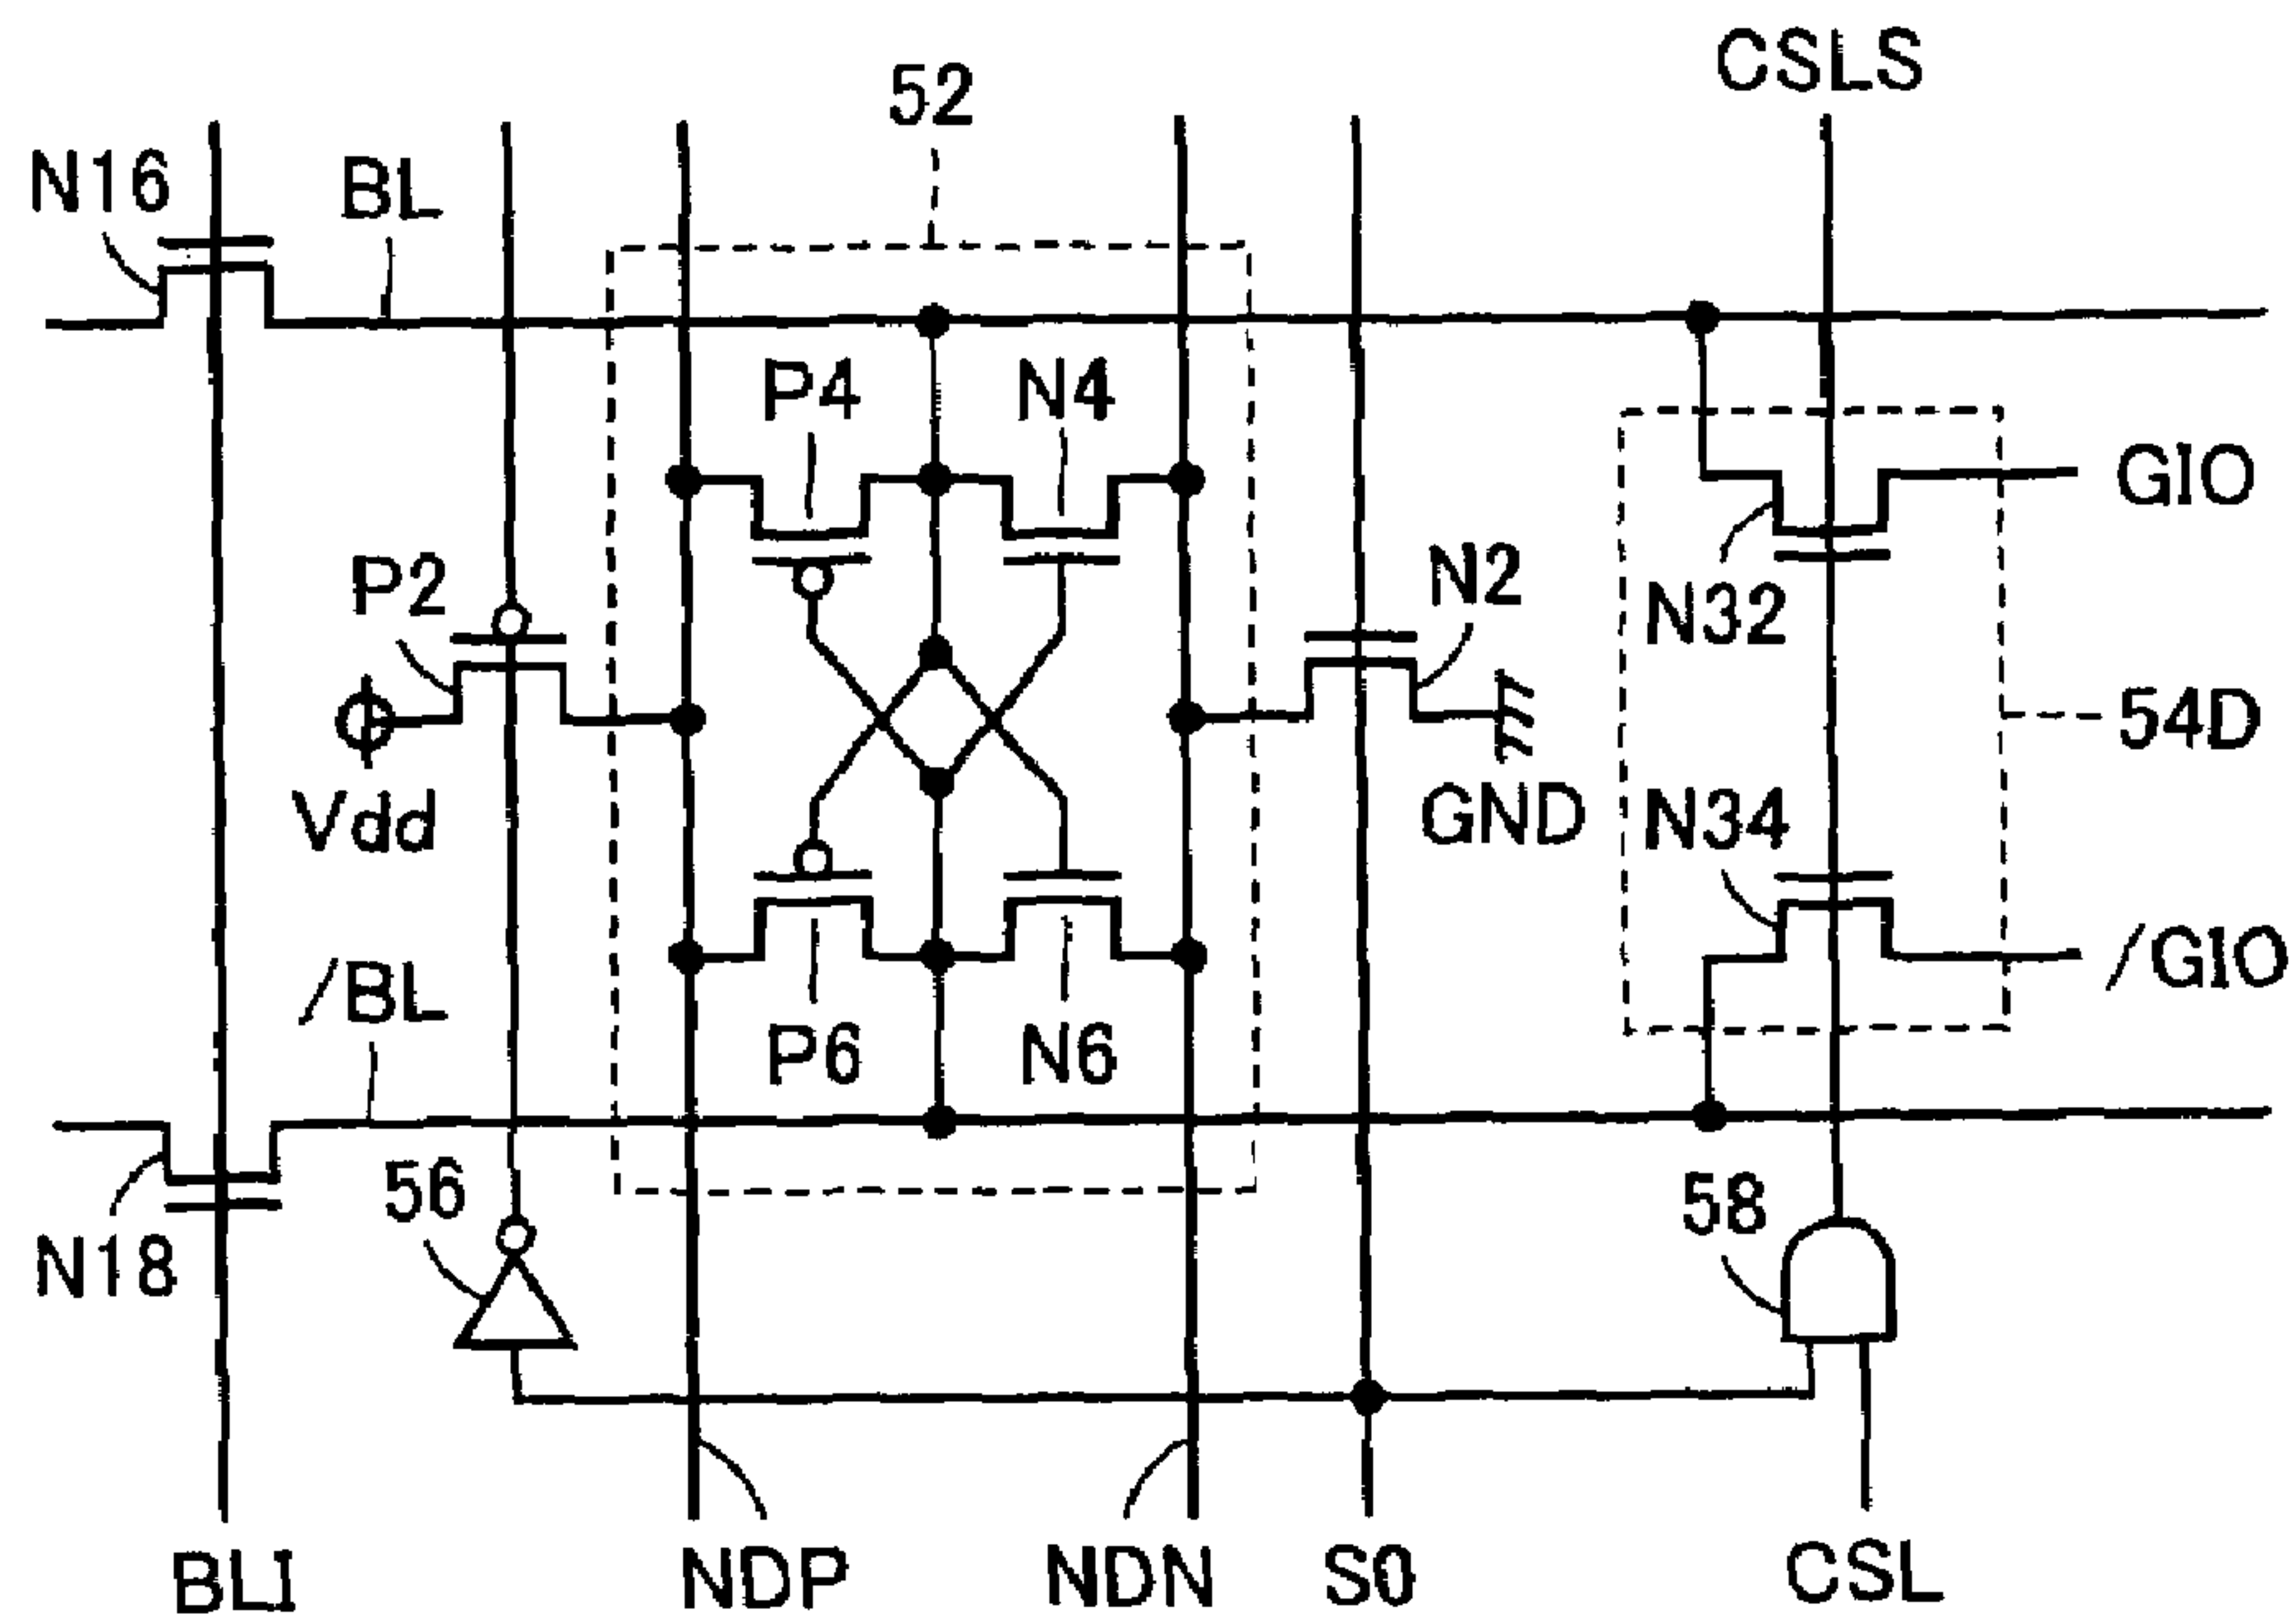 CSLS
52
N16
BL
P4
N4
GIO
P2
N2
N32
54D
Vdd
GND
N34
/GIO
/BL
P6
N6
56
58
N18
BLI
NDP
NDN
S0
CSL